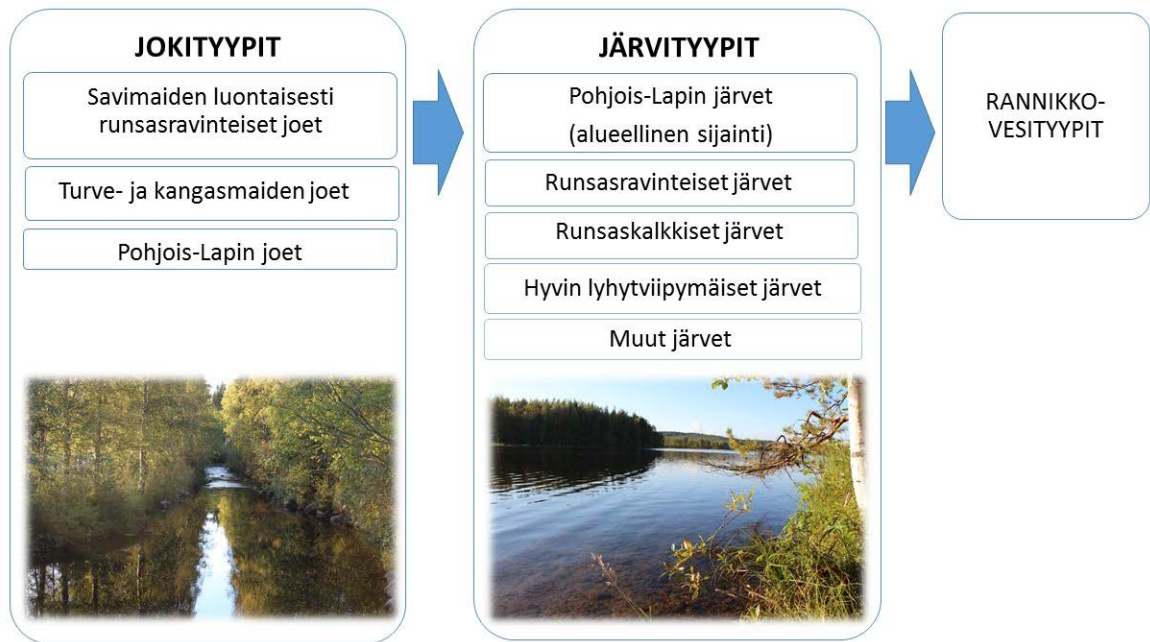 JOKITYYPIT
Savimaiden luontaisesti
runsasravinteiset joet
Turve- ja kangasmaiden joet
Pohjois-Lapin joet
JÄRVITYYPIT
Pohjois-Lapin järvet
(alueellinen sijainti)
Runsasravinteiset järvet
Runsaskalkkiset järvet
Hyvin lyhytviipymäiset järvet
Muut järvet
RANNIKKO-
VESITYYPIT